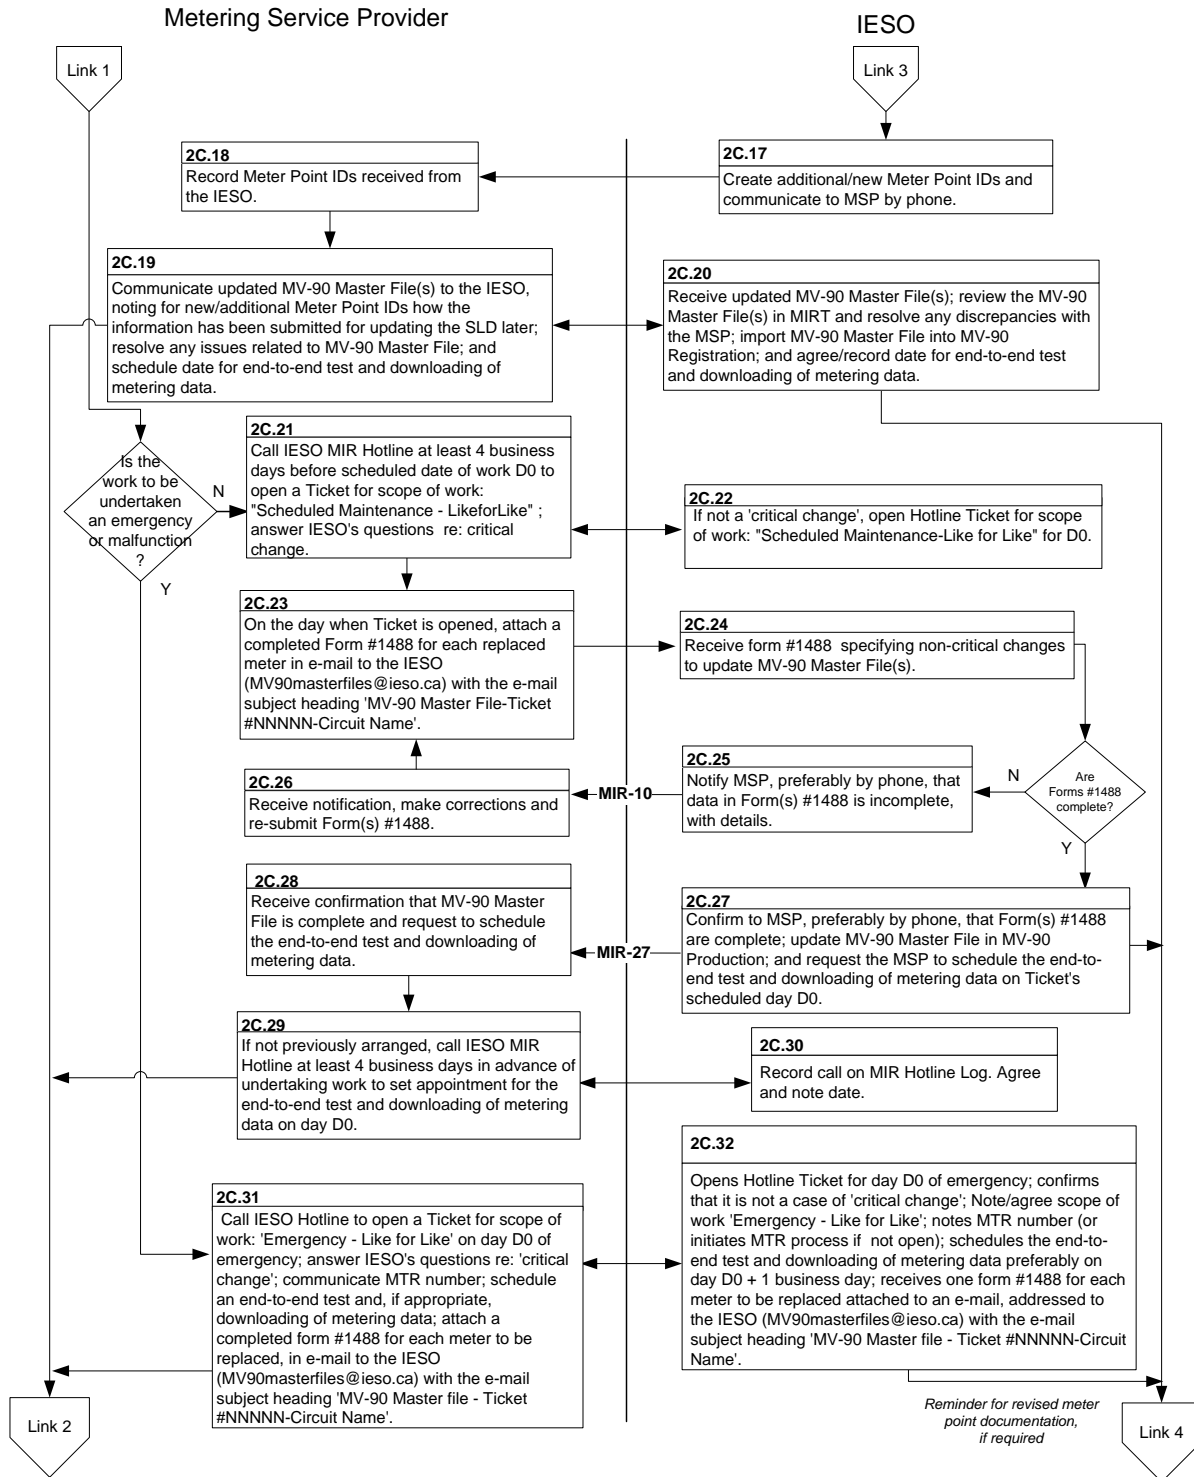 Metering Service Provider
IESO
Link 1
Link 3
2C.18
Record Meter Point IDs received from
the IESO.
2C.17
Create additional/new Meter Point IDs and
communicate to MSP by phone.
2C.19
Communicate updated MV-90 Master File(s) to the IESO,
noting for new/additional Meter Point IDs how the
information has been submitted for updating the SLD later;
resolve any issues related to MV-90 Master File; and
schedule date for end-to-end test and downloading of
metering data.
2C.20
Receive updated MV-90 Master File(s); review the MV-90
Master File(s) in MIRT and resolve any discrepancies with
the MSP; import MV-90 Master File into MV-90
Registration; and agree/record date for end-to-end test
and downloading of metering data.
Is the
work to be
undertaken
an emergency
or malfunction
?
N
Y
2C.21
Call IESO MIR Hotline at least 4 business
days before scheduled date of work D0 to
open a Ticket for scope of work:
"Scheduled Maintenance - LikeforLike" ;
answer IESO's questions re: critical
change.
2C.22
If not a 'critical change', open Hotline Ticket for scope
of work: "Scheduled Maintenance-Like for Like" for D0.
2C.23
On the day when Ticket is opened, attach a
completed Form #1488 for each replaced
meter in e-mail to the IESO
(MV90masterfiles@ieso.ca) with the e-mail
subject heading 'MV-90 Master File-Ticket
#NNNNN-Circuit Name'.
2C.24
Receive form #1488 specifying non-critical changes
to update MV-90 Master File(s).
Are
Forms #1488
complete?
N
Y
2C.25
Notify MSP, preferably by phone, that
data in Form(s) #1488 is incomplete,
with details.
MIR-10
2C.26
Receive notification, make corrections and
re-submit Form(s) #1488.
2C.28
Receive confirmation that MV-90 Master
File is complete and request to schedule
the end-to-end test and downloading of
metering data.
MIR-27
2C.27
Confirm to MSP, preferably by phone, that Form(s) #1488
are complete; update MV-90 Master File in MV-90
Production; and request the MSP to schedule the end-to-
end test and downloading of metering data on Ticket's
scheduled day D0.
2C.29
If not previously arranged, call IESO MIR
Hotline at least 4 business days in advance of
undertaking work to set appointment for the
end-to-end test and downloading of metering
data on day D0.
2C.30
Record call on MIR Hotline Log. Agree
and note date.
2C.31
Call IESO Hotline to open a Ticket for scope of
work: 'Emergency - Like for Like' on day D0 of
emergency; answer IESO's questions re: 'critical
change'; communicate MTR number; schedule
an end-to-end test and, if appropriate,
downloading of metering data; attach a
completed form #1488 for each meter to be
replaced, in e-mail to the IESO
(MV90masterfiles@ieso.ca) with the e-mail
subject heading 'MV-90 Master file - Ticket
#NNNNN-Circuit Name'.
2C.32
Opens Hotline Ticket for day D0 of emergency; confirms
that it is not a case of 'critical change'; Note/agree scope of
work 'Emergency - Like for Like'; notes MTR number (or
initiates MTR process if not open); schedules the end-to-
end test and downloading of metering data preferably on
day D0 + 1 business day; receives one form #1488 for each
meter to be replaced attached to an e-mail, addressed to
the IESO (MV90masterfiles@ieso.ca) with the e-mail
subject heading 'MV-90 Master file - Ticket #NNNNN-Circuit
Name'.
Reminder for revised meter
point documentation,
if required
Link 2
Link 4